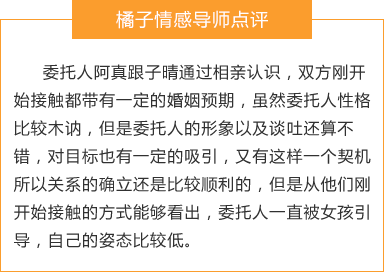 橘子情感导师点评
委托人阿真跟子晴通过相亲认识，双方刚开
始接触都带有一定的婚姻预期，虽然委托人性格
比较木讷，但是委托人的形象以及谈吐还算不
错，对目标也有一定的吸引，又有这样一个契机
所以关系的确立还是比较顺利的，但是从他们刚
开始接触的方式能够看出，委托人一直被女孩引
导，自己的姿态比较低。